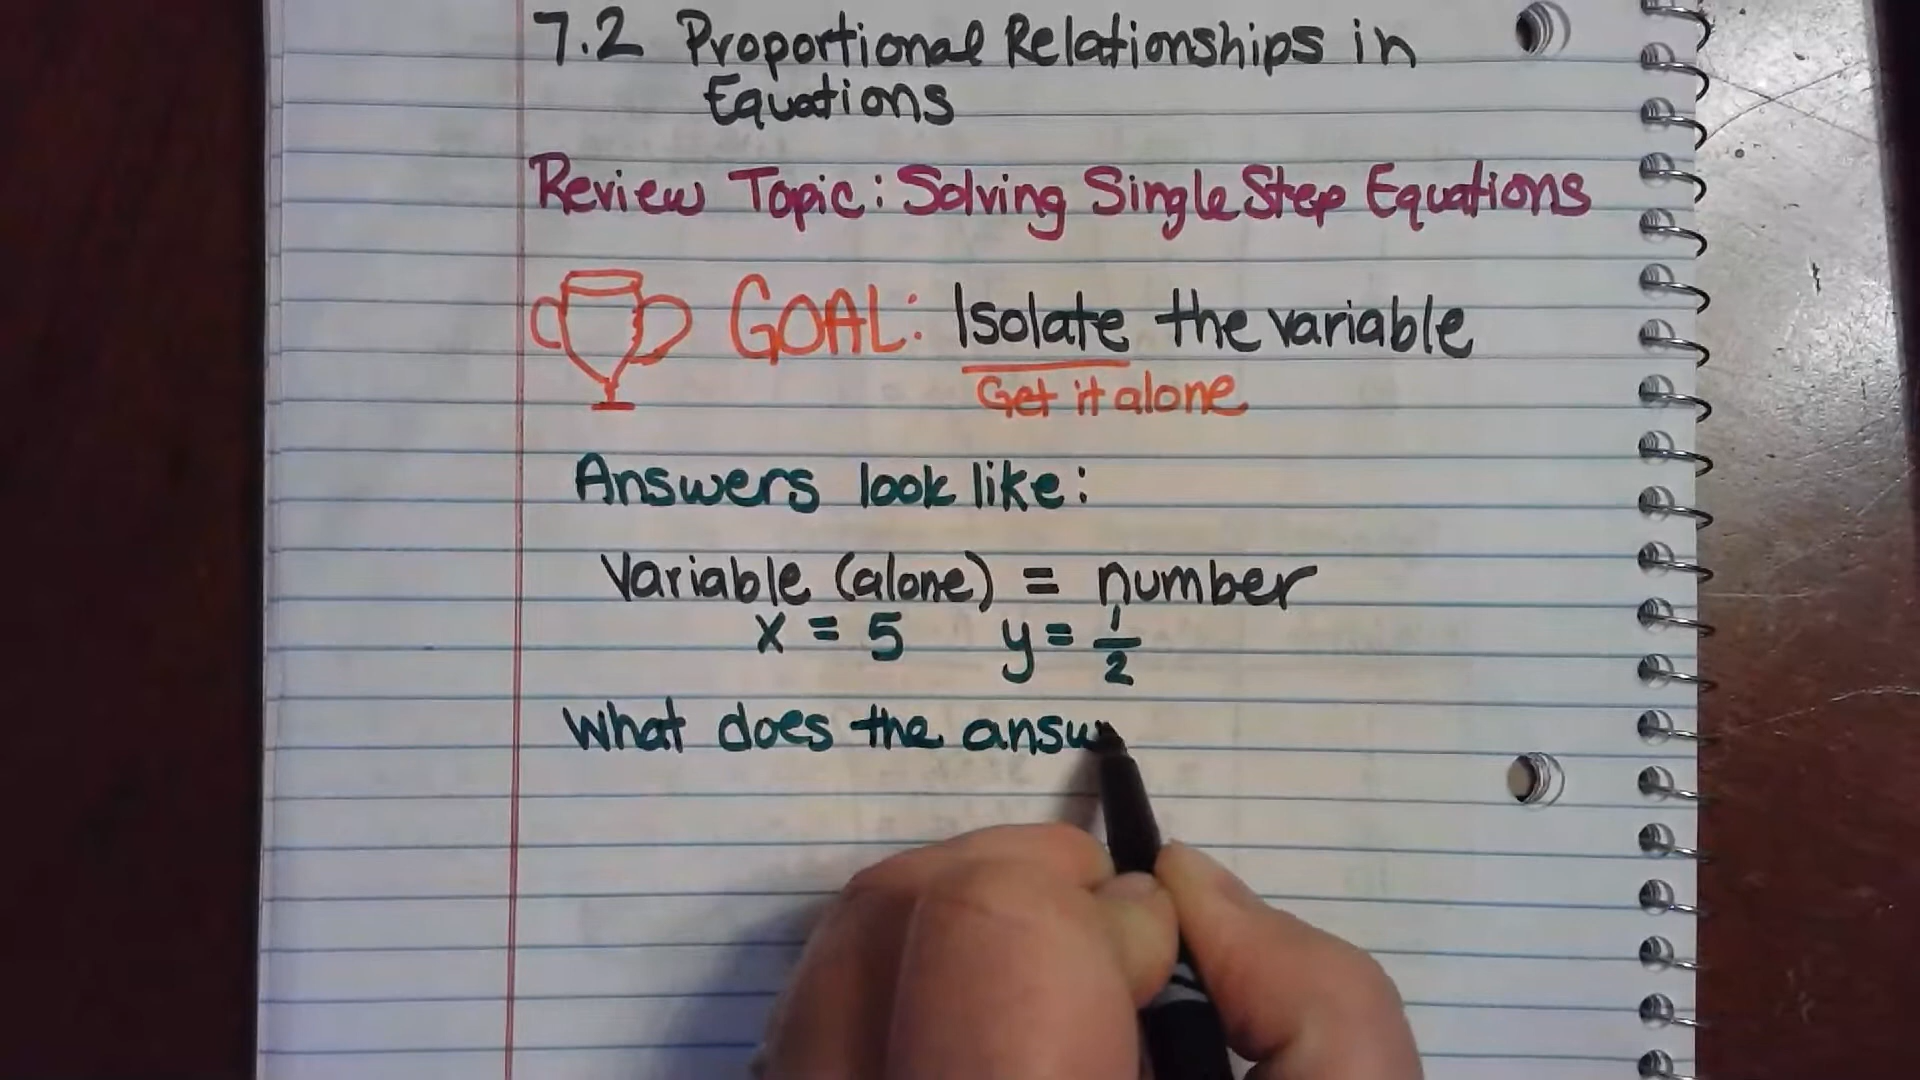 7.2 Proportional Relationships in
Equations
Review Topic: Solving Single Step Equations
GOAL: Isolate the variable
Get it alone
Answers look like:
Variable (alone) = number
x = 5 y = 1/2
What does the